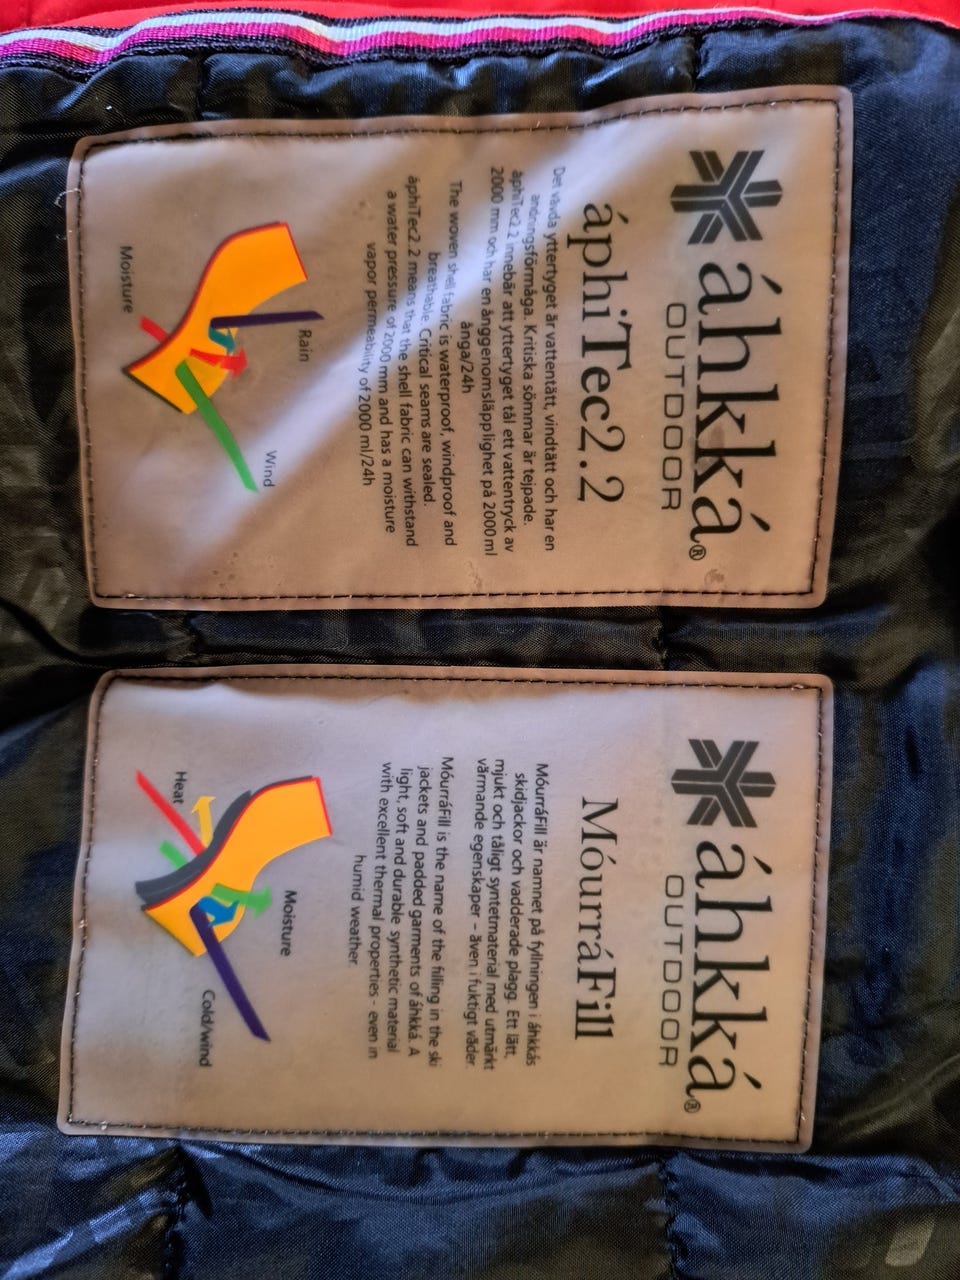 áhkká®
OUTDOOR
áphiTec2.2
Det vävda yttertyget är vattentätt, vindtätt och har en
andningsförmåga. Kritiska sömmar är tejpade.
áphiTec2.2 innebär att yttertyget tål ett vattentryck av
2000 mm och har en ånggenomsläpplighet på 2000ml
ånga/24h
The woven shell fabric is waterproof, windproof and
breathable. Critical seams are sealed.
áphiTec2.2 means that the shell fabric can withstand
a water pressure of 2000 mm and has a moisture
vapor permeability of 2000 ml/24h
Rain
Wind
Moisture
áhkká®
OUTDOOR
MóurráFill
MóurráFill är namnet på fyllningen i áhkkás
skidjackor och vadderade plagg. Ett lätt,
mjukt och tåligt syntetmaterial med utmärkt
värmande egenskaper – även i fuktigt väder.
MóurráFill is the name of the filling in the ski
jackets and padded garments of áhkká. A
light, soft and durable synthetic material
with excellent thermal properties - even in
humid weather.
Moisture
Cold/wind
Heat